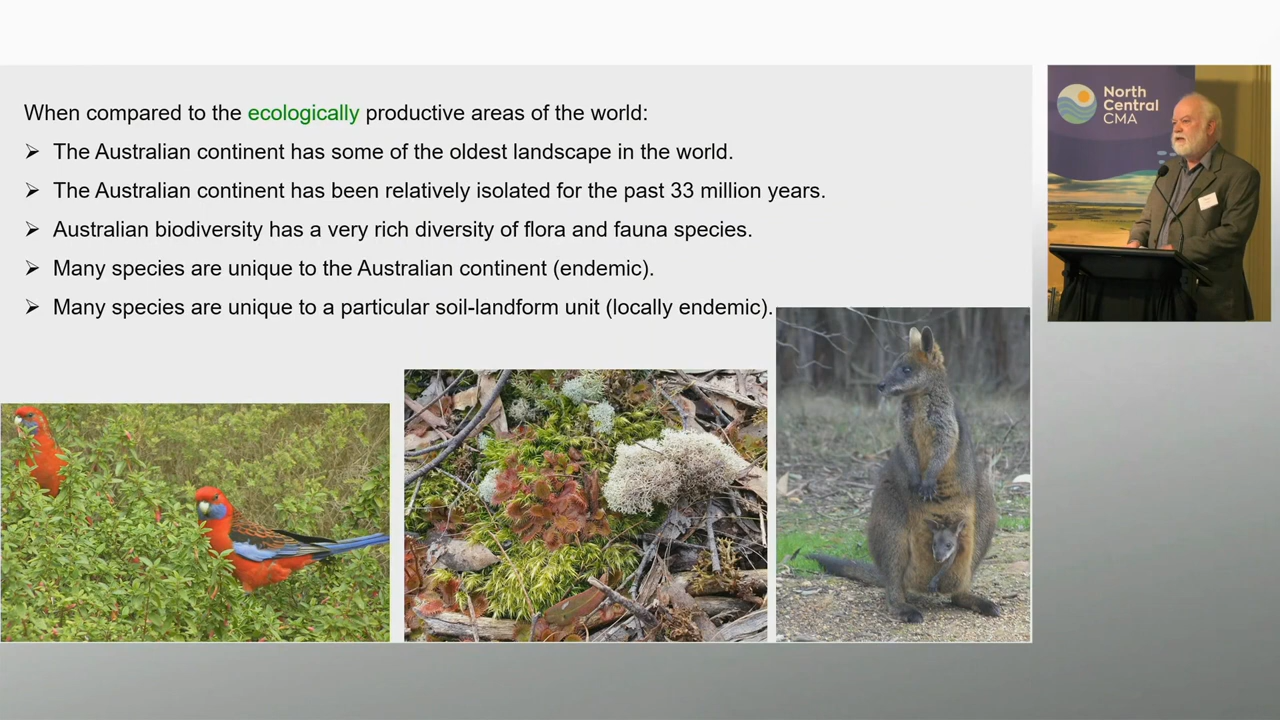 When compared to the ecologically productive areas of the world:
➢ The Australian continent has some of the oldest landscape in the world.
➢ The Australian continent has been relatively isolated for the past 33 million years.
➢ Australian biodiversity has a very rich diversity of flora and fauna species.
➢ Many species are unique to the Australian continent (endemic).
➢ Many species are unique to a particular soil-landform unit (locally endemic).
North
Central
CMA